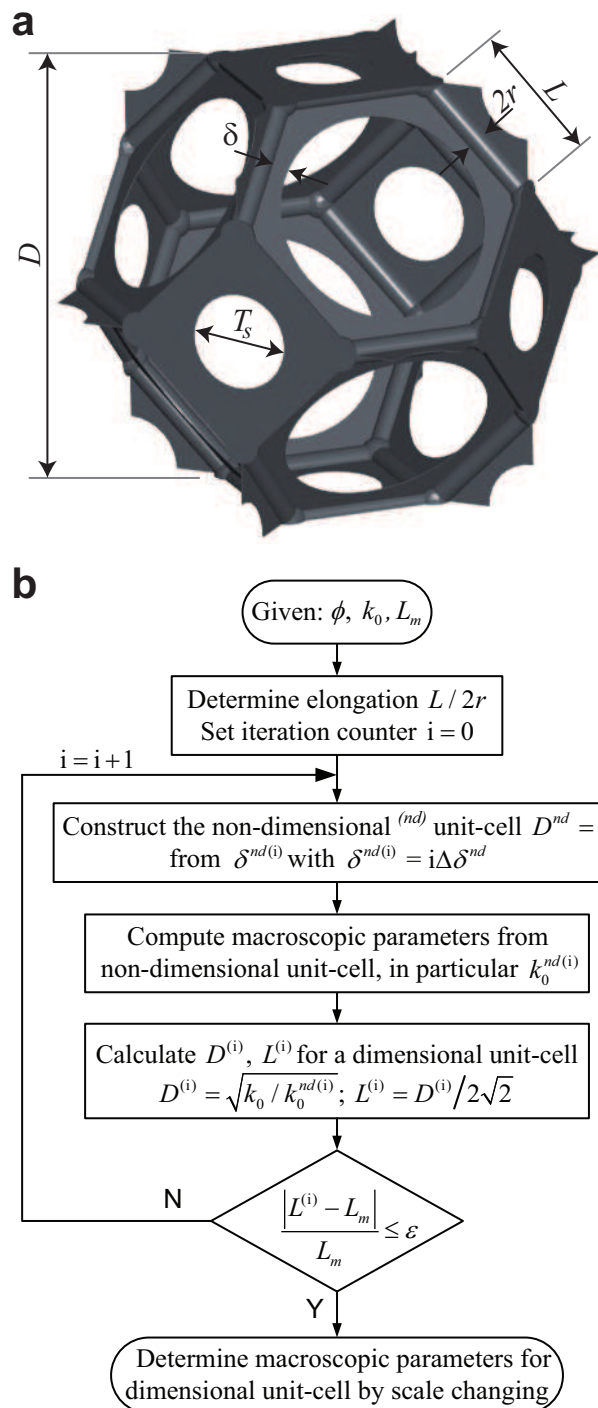 a
D
δ
2r
L
T_s
b
Given: ϕ, k_0, L_m
Determine elongation L / 2r
Set iteration counter i = 0
i = i+1
Construct the non-dimensional ^(nd) unit-cell D^nd =
from δ^nd(i) with δ^nd(i) = iΔδ^nd
Compute macroscopic parameters from
non-dimensional unit-cell, in particular k_0^nd(i)
Calculate D^(i), L^(i) for a dimensional unit-cell
D^(i) = √(k_0 / k_0^nd(i)); L^(i) = D^(i)/2√2
N
|L^(i) − L_m| / L_m ≤ ε
Y
Determine macroscopic parameters for
dimensional unit-cell by scale changing